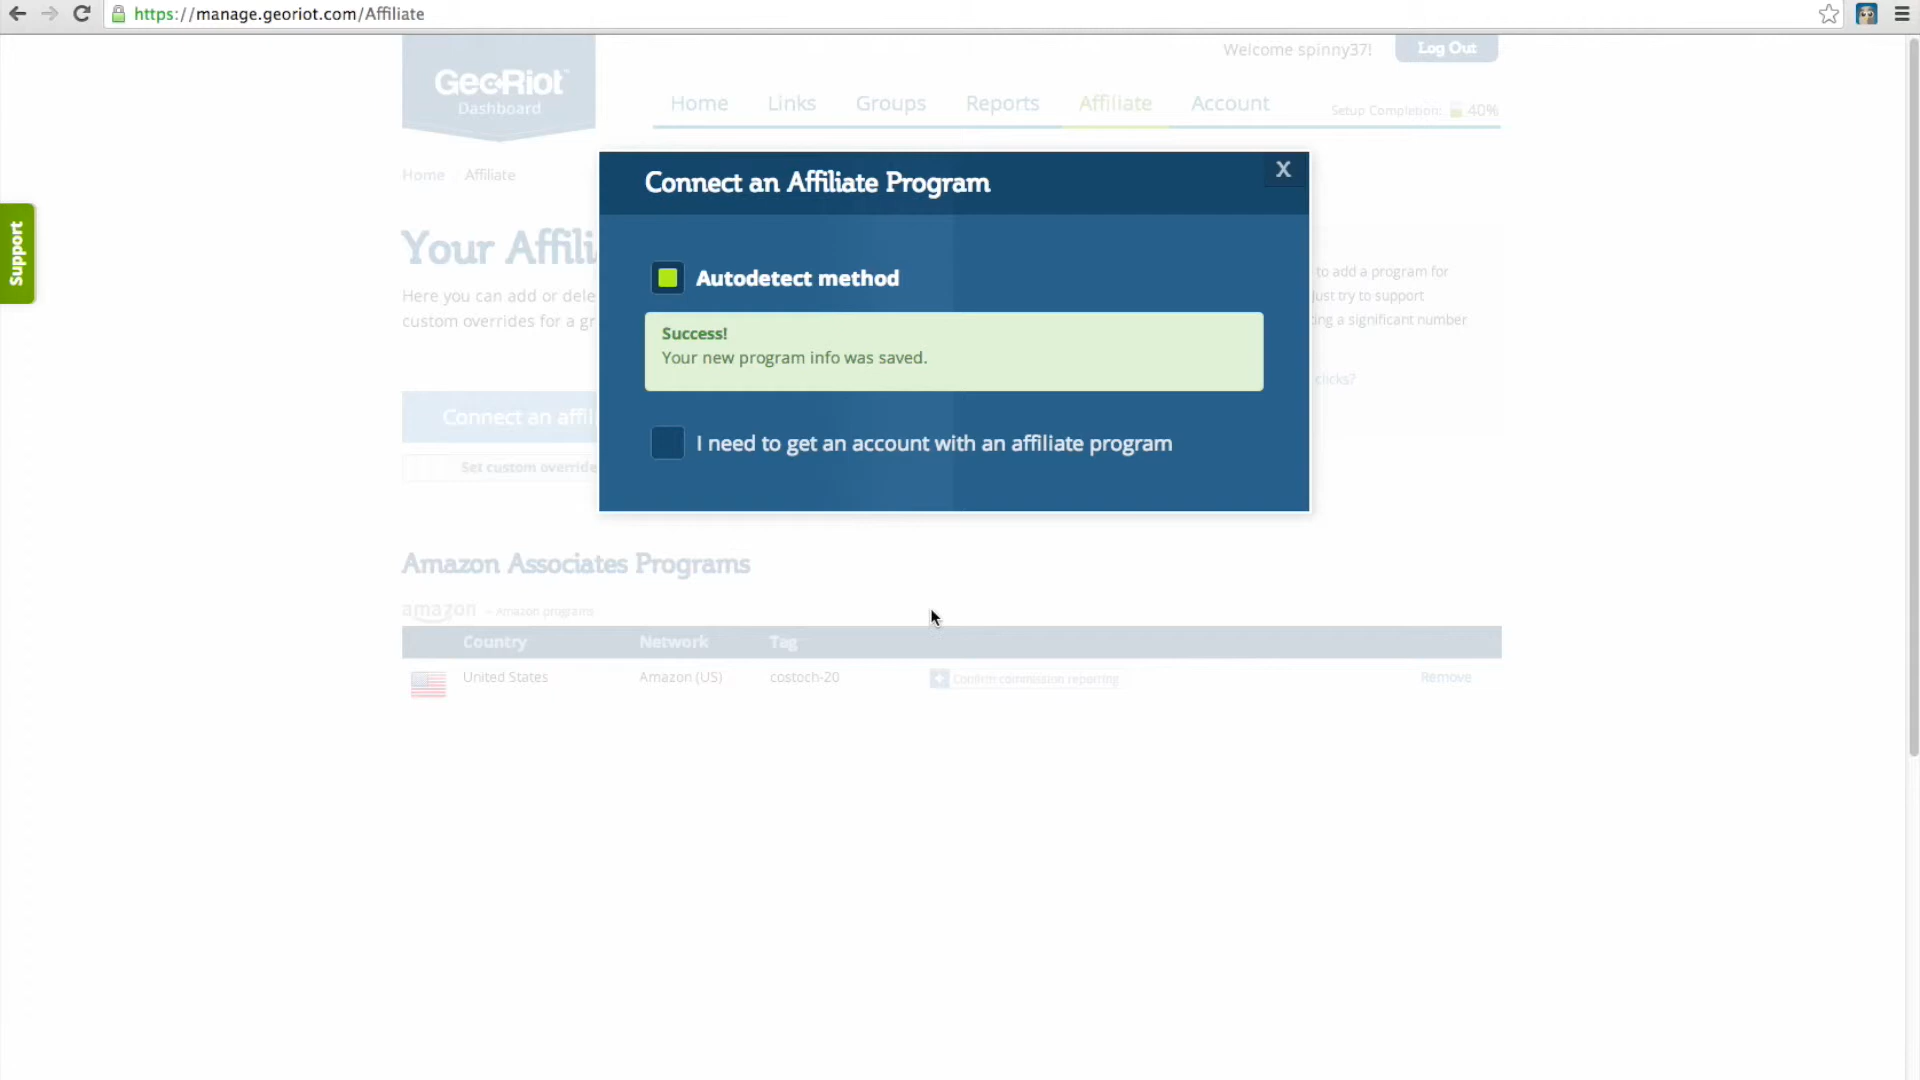 https://manage.georiot.com/Affiliate
Welcome spinny37!
Log Out
GeoRiot™
Dashboard
Home Links Groups Reports Affiliate Account
Setup Completion: 40%
Home / Affiliate
Connect an Affiliate Program
X
Support
Your Affili
Here you can add or dele
custom overrides for a gr
to add a program for
just try to support
ing a significant number
clicks?
Autodetect method
Success!
Your new program info was saved.
Connect an affil
I need to get an account with an affiliate program
Set custom override
Amazon Associates Programs
amazon – Amazon programs
Country Network Tag
United States Amazon (US) costoch-20 + Confirm commission reporting Remove